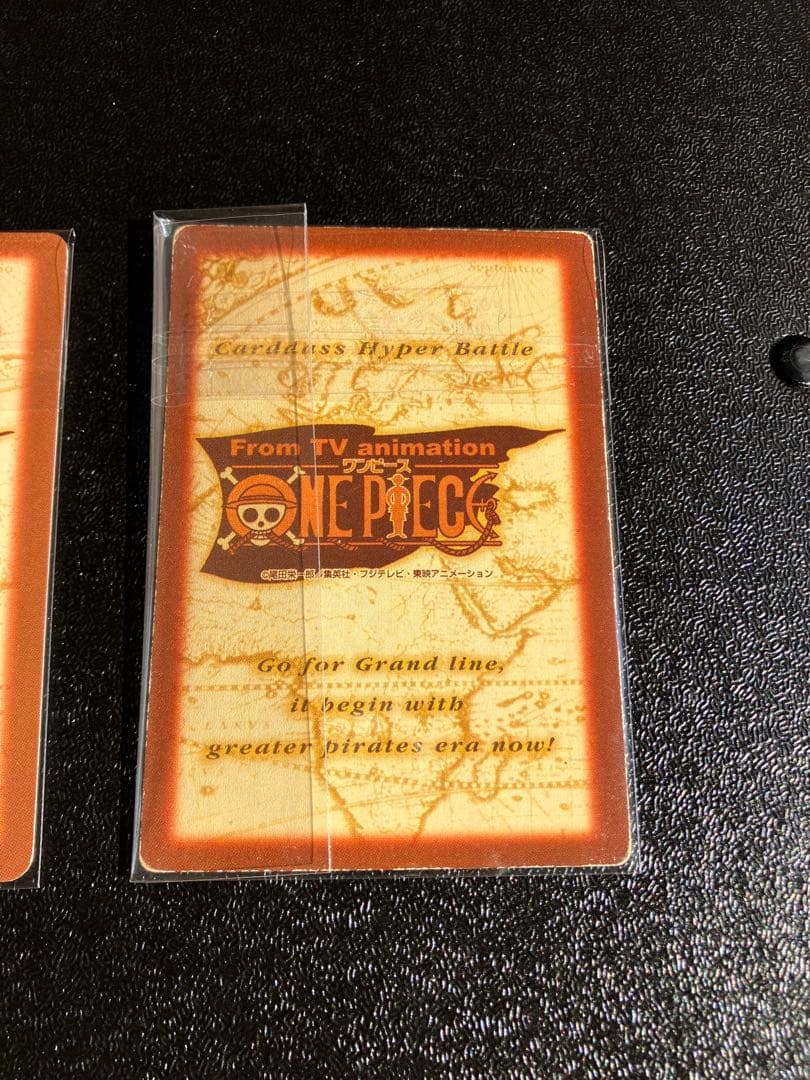 Septentrio
Carddass Hyper Battle
From TV animation
ワンピース
ONE PIECE
©尾田栄一郎/集英社・フジテレビ・東映アニメーション
Go for Grand line,
it begin with
greater pirates era now!